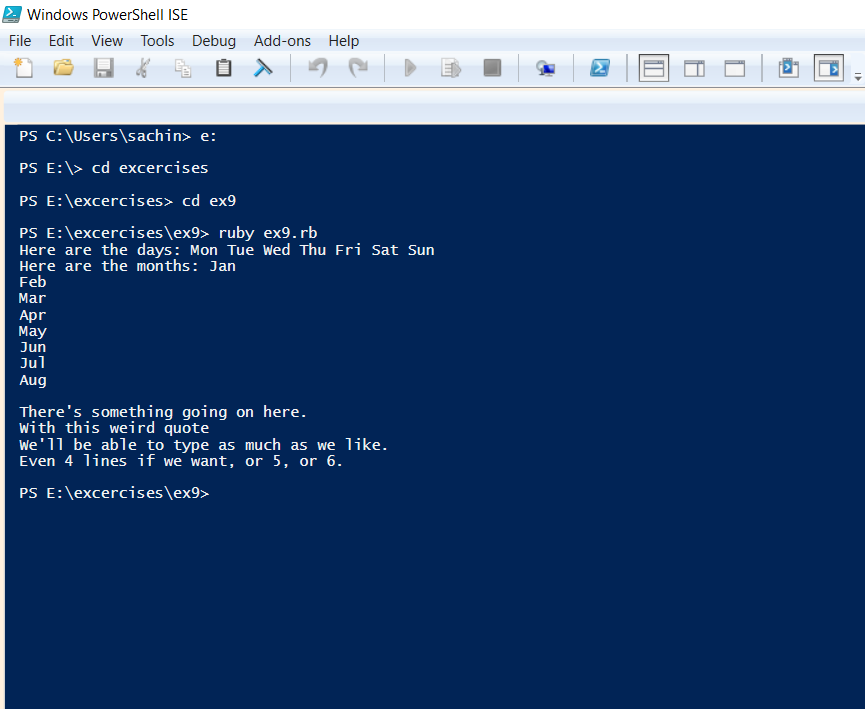 Windows PowerShell ISE
File Edit View Tools Debug Add-ons Help
PS C:\Users\sachin> e:
PS E:\> cd excercises
PS E:\excercises> cd ex9
PS E:\excercises\ex9> ruby ex9.rb
Here are the days: Mon Tue Wed Thu Fri Sat Sun
Here are the months: Jan
Feb
Mar
Apr
May
Jun
Jul
Aug
There's something going on here.
With this weird quote
We'll be able to type as much as we like.
Even 4 lines if we want, or 5, or 6.
PS E:\excercises\ex9>